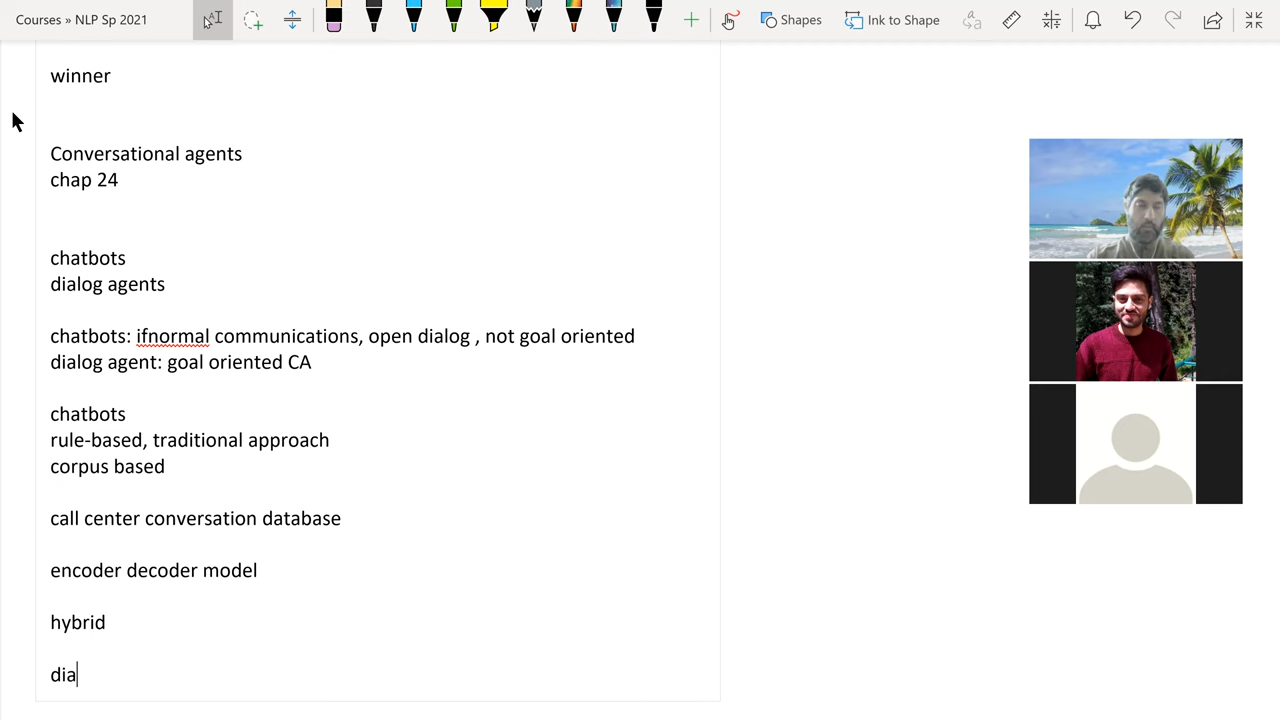 Courses » NLP Sp 2021
Shapes
Ink to Shape
winner
Conversational agents
chap 24
chatbots
dialog agents
chatbots: ifnormal communications, open dialog , not goal oriented
dialog agent: goal oriented CA
chatbots
rule-based, traditional approach
corpus based
call center conversation database
encoder decoder model
hybrid
dia